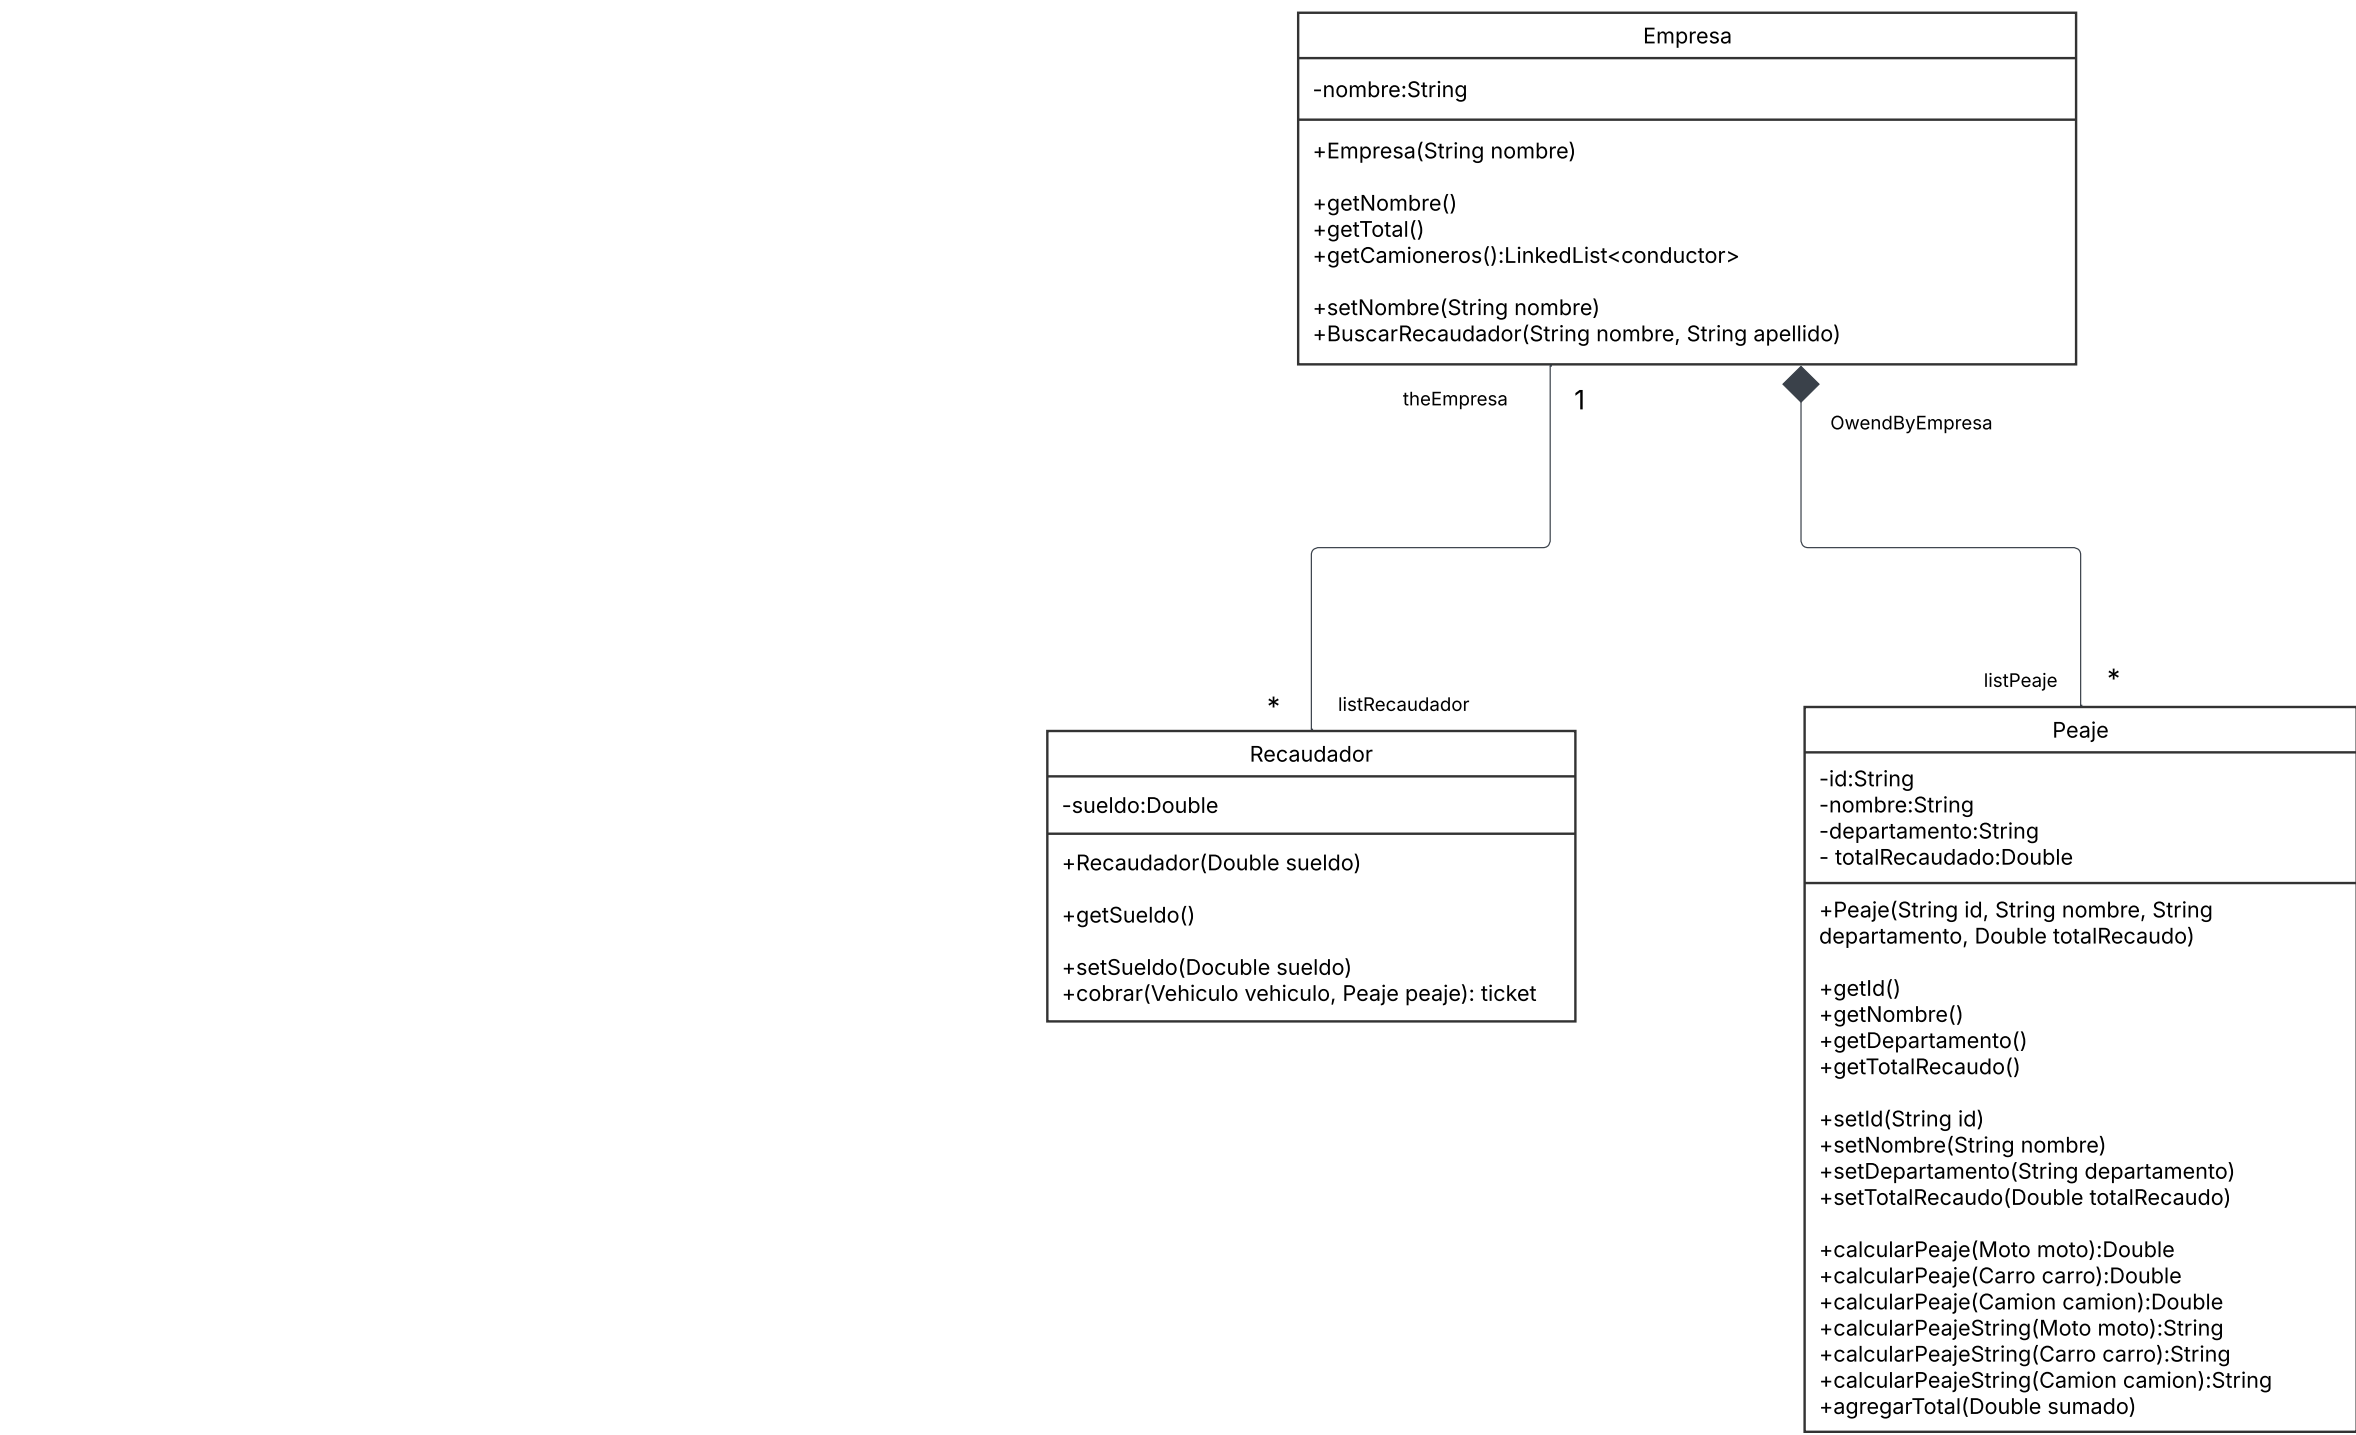 Empresa
-nombre:String
+Empresa(String nombre)
+getNombre()
+getTotal()
+getCamioneros():LinkedList<conductor>
+setNombre(String nombre)
+BuscarRecaudador(String nombre, String apellido)
theEmpresa
1
OwendByEmpresa
*
listRecaudador
listPeaje
*
Recaudador
-sueldo:Double
+Recaudador(Double sueldo)
+getSueldo()
+setSueldo(Docuble sueldo)
+cobrar(Vehiculo vehiculo, Peaje peaje): ticket
Peaje
-id:String
-nombre:String
-departamento:String
- totalRecaudado:Double
+Peaje(String id, String nombre, String
departamento, Double totalRecaudo)
+getId()
+getNombre()
+getDepartamento()
+getTotalRecaudo()
+setId(String id)
+setNombre(String nombre)
+setDepartamento(String departamento)
+setTotalRecaudo(Double totalRecaudo)
+calcularPeaje(Moto moto):Double
+calcularPeaje(Carro carro):Double
+calcularPeaje(Camion camion):Double
+calcularPeajeString(Moto moto):String
+calcularPeajeString(Carro carro):String
+calcularPeajeString(Camion camion):String
+agregarTotal(Double sumado)